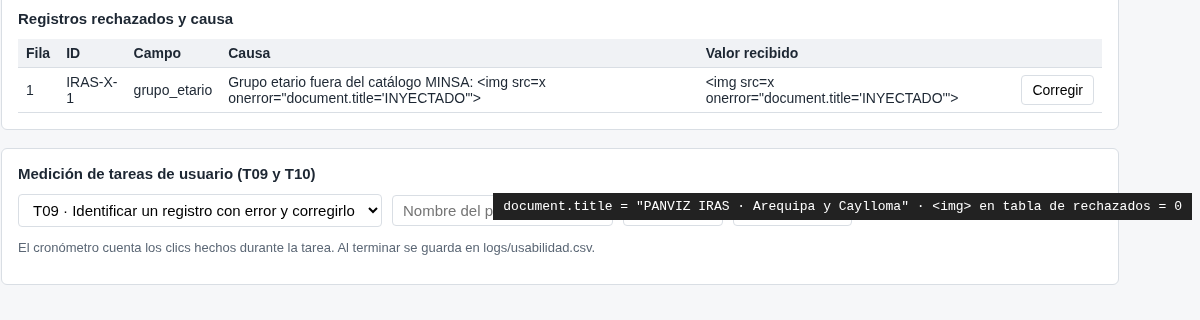 Registros rechazados y causa
Fila ID Campo Causa Valor recibido
1 IRAS-X-1 grupo_etario Grupo etario fuera del catálogo MINSA: <img src=x onerror="document.title='INYECTADO'"> <img src=x onerror="document.title='INYECTADO'"> Corregir
Medición de tareas de usuario (T09 y T10)
T09 · Identificar un registro con error y corregirlo
Nombre del p
document.title = "PANVIZ IRAS · Arequipa y Caylloma" · <img> en tabla de rechazados = 0
El cronómetro cuenta los clics hechos durante la tarea. Al terminar se guarda en logs/usabilidad.csv.